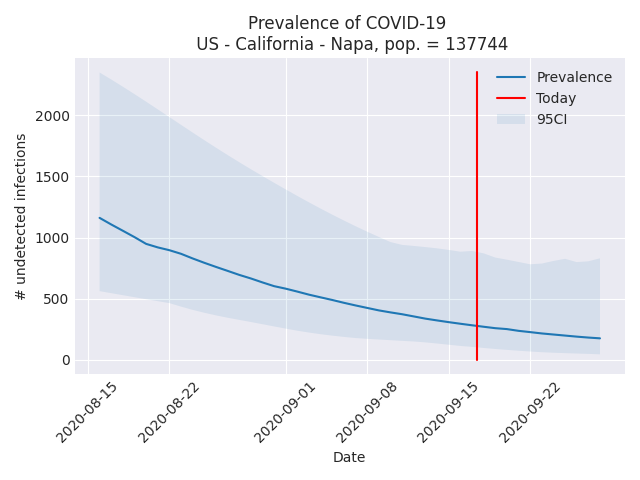 Prevalence of COVID-19
US - California - Napa, pop. = 137744
Prevalence
Today
95CI
# undetected infections
2000
1500
1000
500
0
2020-08-15
2020-08-22
2020-09-01
2020-09-08
2020-09-15
2020-09-22
Date